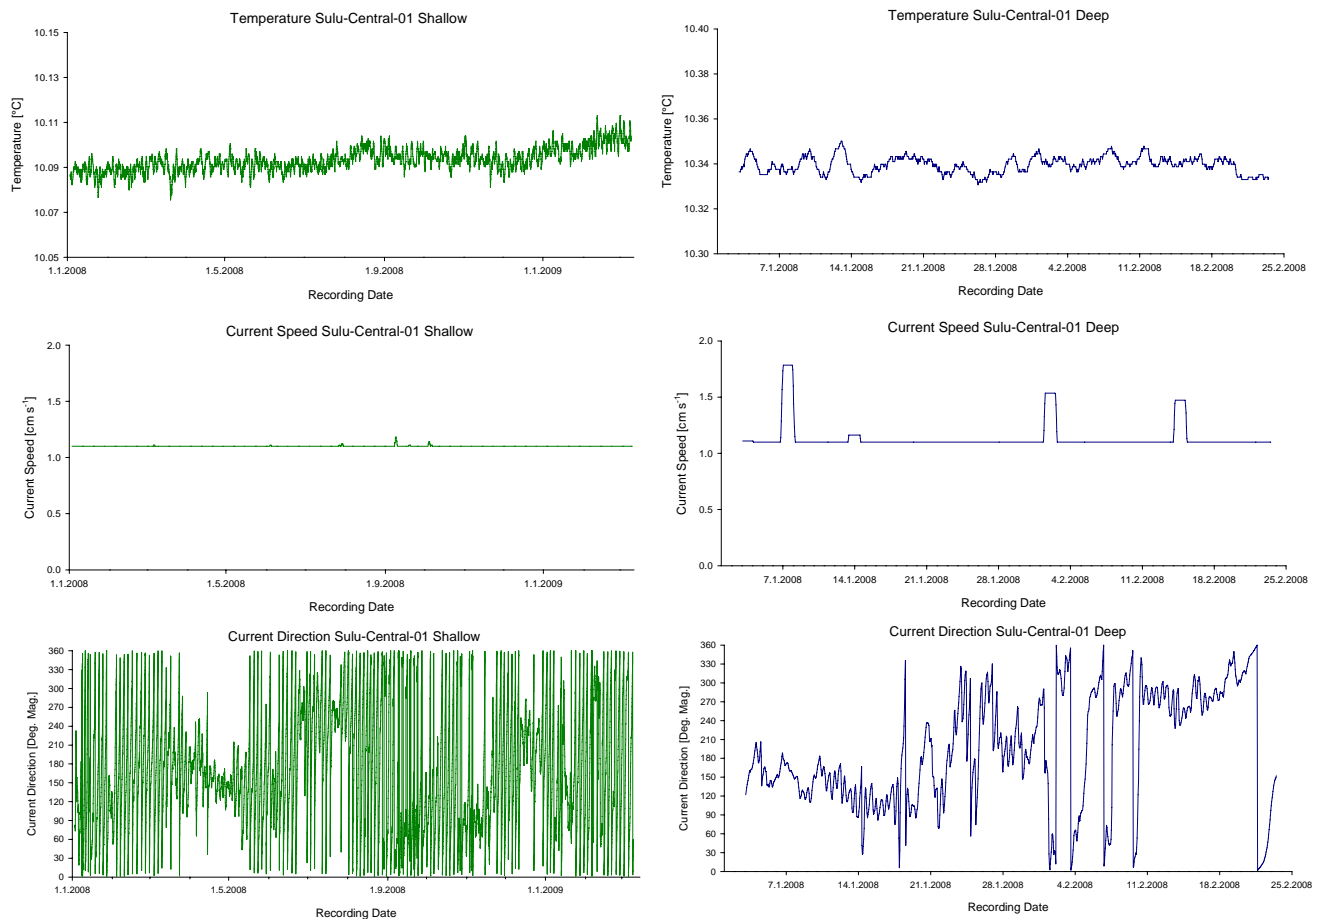 Temperature Sulu-Central-01 Shallow
10.15
10.13
10.11
10.09
10.07
10.05
Temperature [°C]
1.1.2008 1.5.2008 1.9.2008 1.1.2009
Recording Date
Temperature Sulu-Central-01 Deep
10.40
10.38
10.36
10.34
10.32
10.30
Temperature [°C]
7.1.2008 14.1.2008 21.1.2008 28.1.2008 4.2.2008 11.2.2008 18.2.2008 25.2.2008
Recording Date
Current Speed Sulu-Central-01 Shallow
2.0
1.5
1.0
0.5
0.0
Current Speed [cm s-1]
1.1.2008 1.5.2008 1.9.2008 1.1.2009
Recording Date
Current Speed Sulu-Central-01 Deep
2.0
1.5
1.0
0.5
0.0
Current Speed [cm s-1]
7.1.2008 14.1.2008 21.1.2008 28.1.2008 4.2.2008 11.2.2008 18.2.2008 25.2.2008
Recording Date
Current Direction Sulu-Central-01 Shallow
360
330
300
270
240
210
180
150
120
90
60
30
0
Current Direction [Deg. Mag.]
1.1.2008 1.5.2008 1.9.2008 1.1.2009
Recording Date
Current Direction Sulu-Central-01 Deep
360
330
300
270
240
210
180
150
120
90
60
30
0
Current Direction [Deg. Mag.]
7.1.2008 14.1.2008 21.1.2008 28.1.2008 4.2.2008 11.2.2008 18.2.2008 25.2.2008
Recording Date